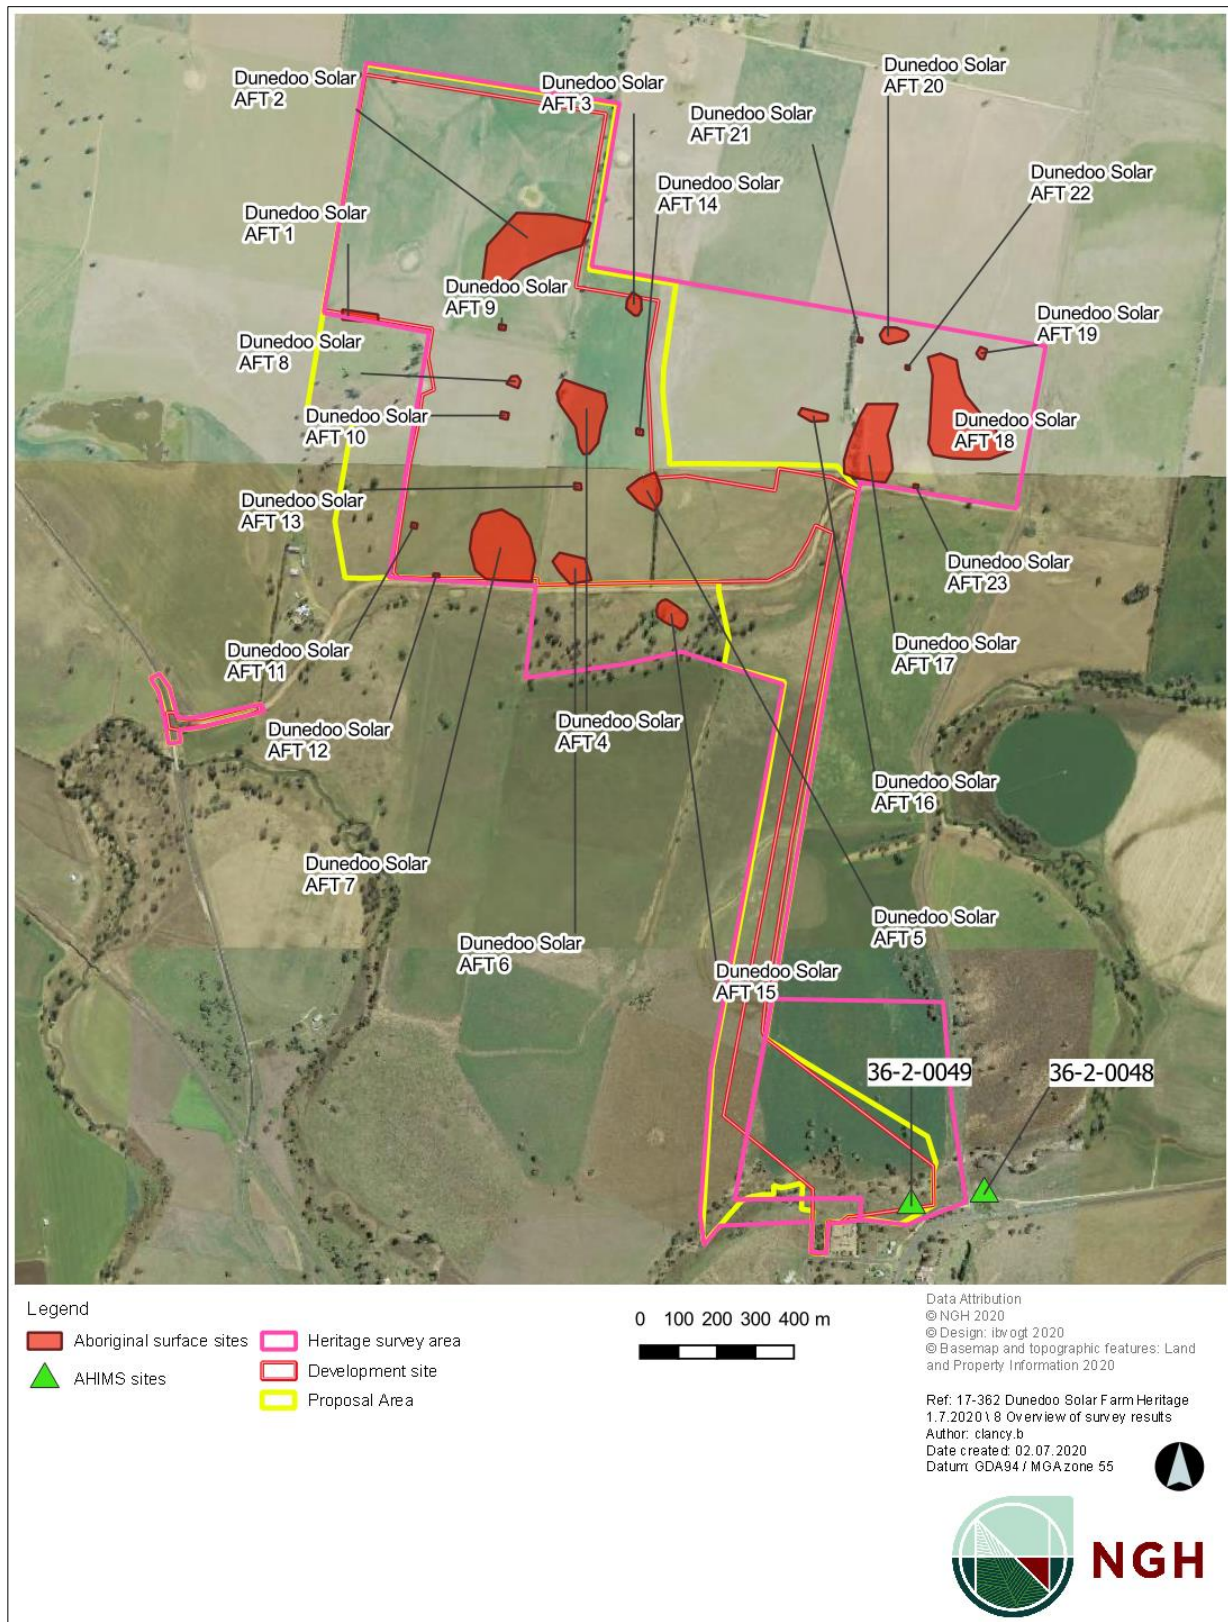 Dunedoo Solar
AFT 2
Dunedoo Solar
AFT 3
Dunedoo Solar
AFT 20
Dunedoo Solar
AFT 21
Dunedoo Solar
AFT 22
Dunedoo Solar
AFT 14
Dunedoo Solar
AFT 1
Dunedoo Solar
AFT 9
Dunedoo Solar
AFT 19
Dunedoo Solar
AFT 8
Dunedoo Solar
AFT 10
Dunedoo Solar
AFT 18
Dunedoo Solar
AFT 13
Dunedoo Solar
AFT 23
Dunedoo Solar
AFT 11
Dunedoo Solar
AFT 17
Dunedoo Solar
AFT 12
Dunedoo Solar
AFT 4
Dunedoo Solar
AFT 16
Dunedoo Solar
AFT 7
Dunedoo Solar
AFT 5
Dunedoo Solar
AFT 6
Dunedoo Solar
AFT 15
36-2-0049
36-2-0048
Legend
Aboriginal surface sites
AHIMS sites
Heritage survey area
Development site
Proposal Area
0 100 200 300 400 m
Data Attribution
© NGH 2020
© Design: ibvogt 2020
© Basemap and topographic features: Land
and Property Information 2020
Ref: 17-362 Dunedoo Solar Farm Heritage
1.7.2020 \ 8 Overview of survey results
Author: clancy.b
Date created: 02.07.2020
Datum: GDA94 / MGA zone 55
NGH